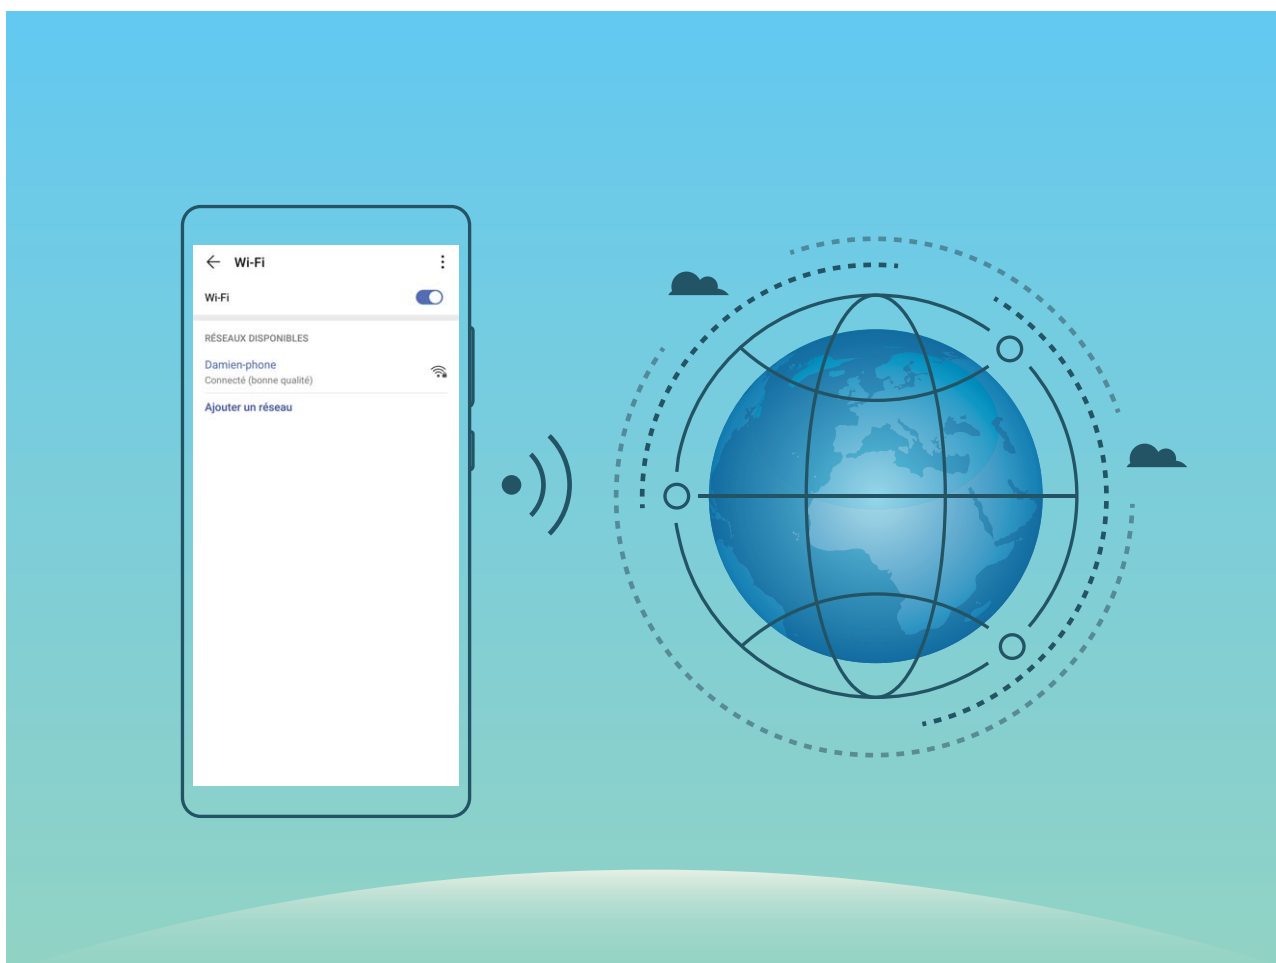 Wi-Fi
Wi-Fi
RÉSEAUX DISPONIBLES
Damien-phone
Connecté (bonne qualité)
Ajouter un réseau